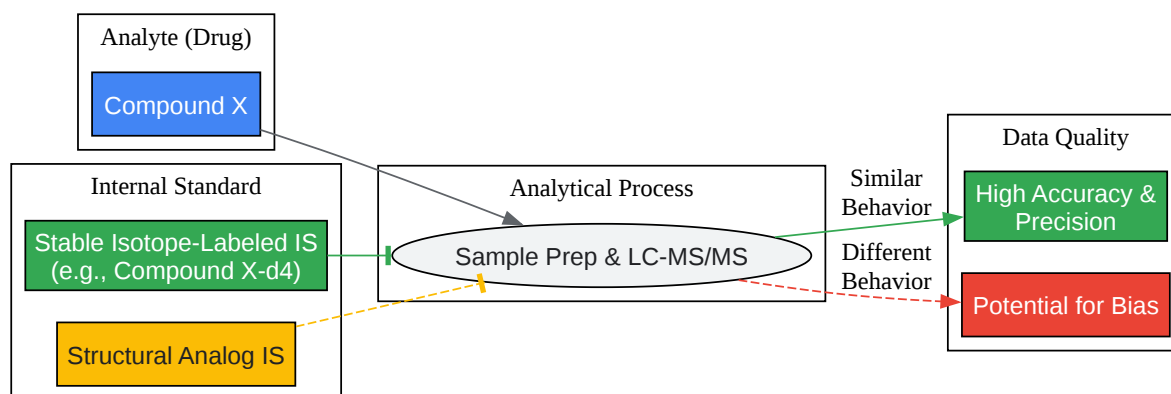 Analyte (Drug)
Compound X
Internal Standard
Stable Isotope-Labeled IS
(e.g., Compound X-d4)
Structural Analog IS
Analytical Process
Sample Prep & LC-MS/MS
Similar
Behavior
Different
Behavior
Data Quality
High Accuracy &
Precision
Potential for Bias